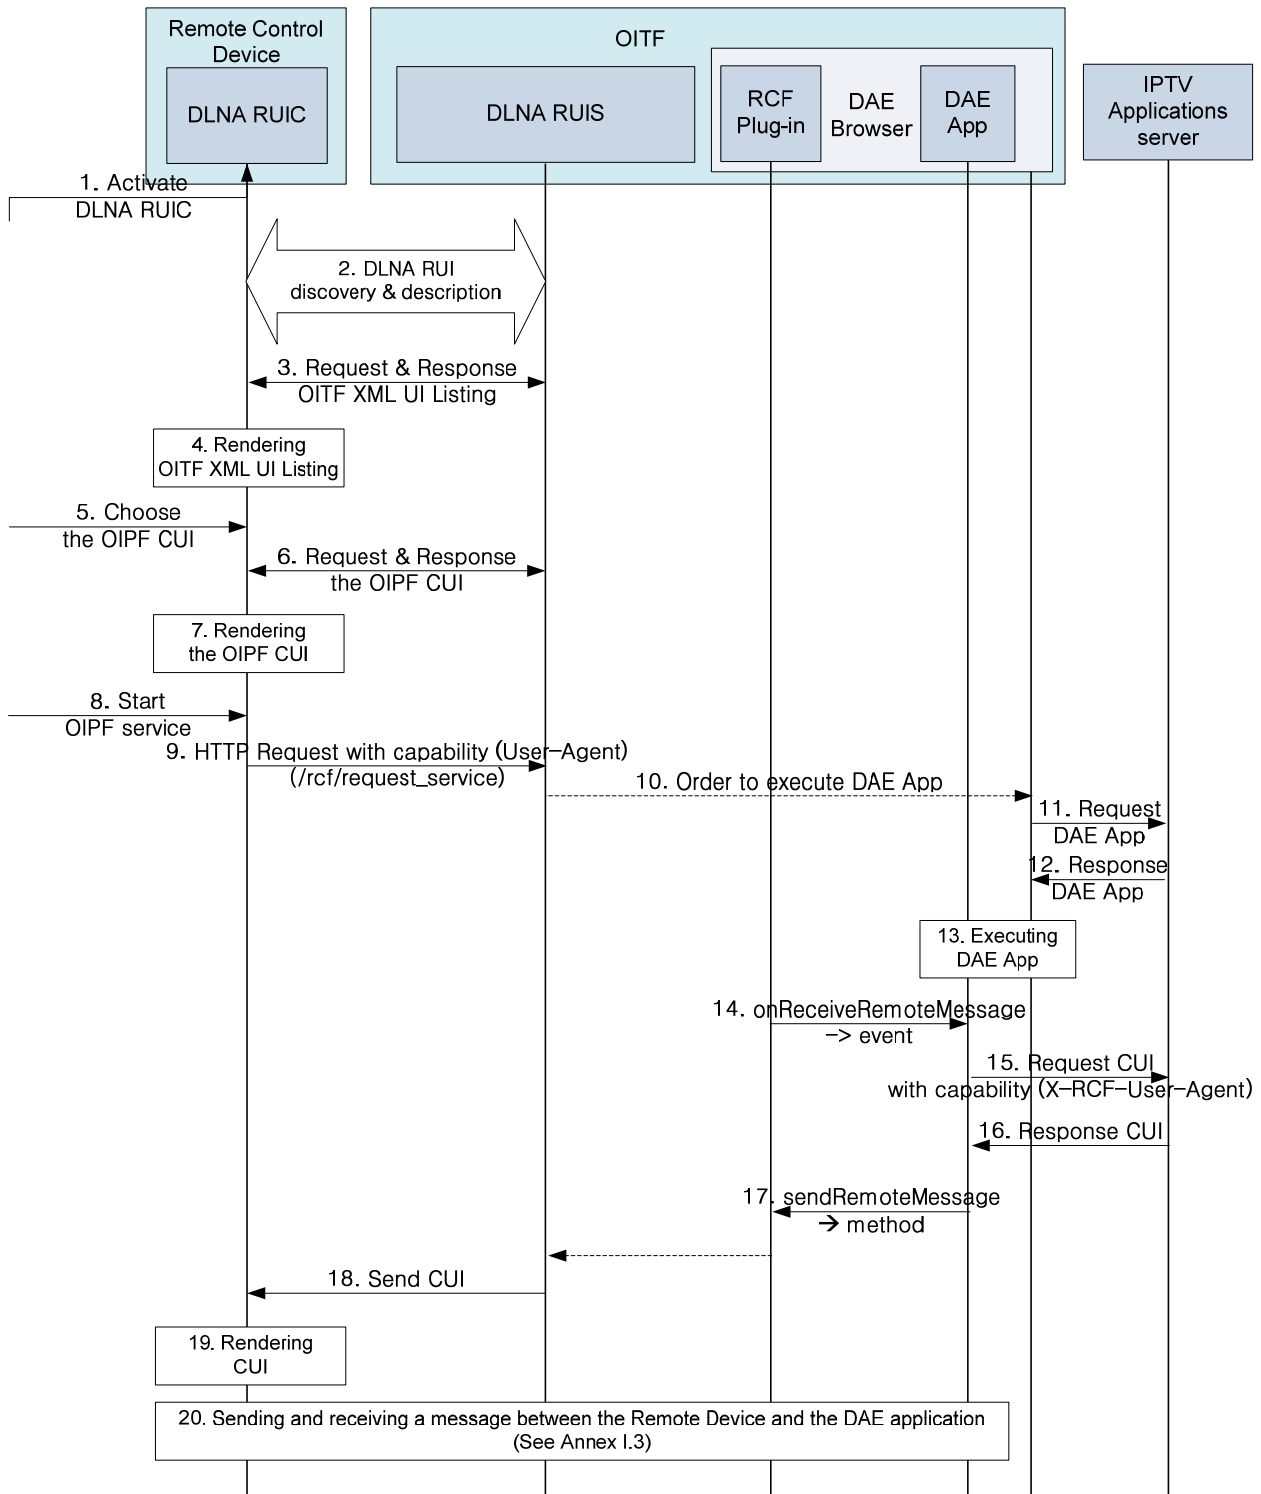 Remote Control
Device
DLNA RUIC
OITF
DLNA RUIS
RCF
Plug-in
DAE
Browser
DAE
App
IPTV
Applications
server
1. Activate
DLNA RUIC
2. DLNA RUI
discovery & description
3. Request & Response
OITF XML UI Listing
4. Rendering
OITF XML UI Listing
5. Choose
the OIPF CUI
6. Request & Response
the OIPF CUI
7. Rendering
the OIPF CUI
8. Start
OIPF service
9. HTTP Request with capability (User-Agent)
(/rcf/request_service)
10. Order to execute DAE App
11. Request
DAE App
12. Response
DAE App
13. Executing
DAE App
14. onReceiveRemoteMessage
-> event
15. Request CUI
with capability (X-RCF-User-Agent)
16. Response CUI
17. sendRemoteMessage
→ method
18. Send CUI
19. Rendering
CUI
20. Sending and receiving a message between the Remote Device and the DAE application
(See Annex I.3)